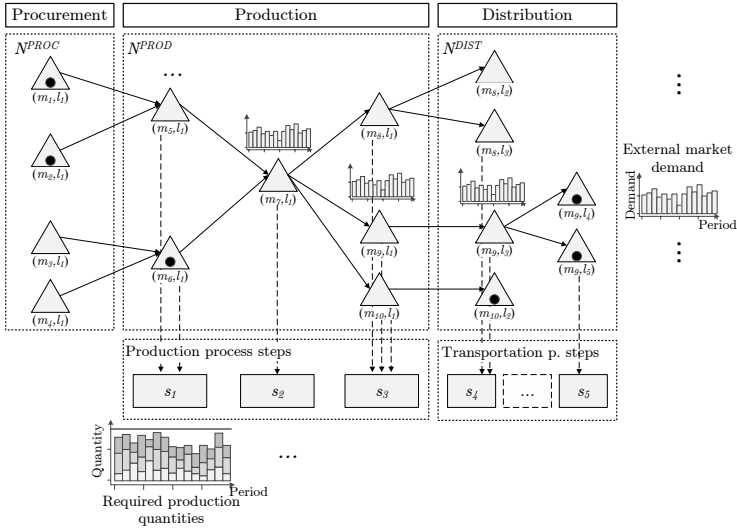 Procurement
Production
Distribution
N^PROC
N^PROD
N^DIST
...
(m₁,l₁)
(m₂,l₁)
(m₃,l₁)
(m₄,l₁)
(m₅,l₁)
(m₆,l₁)
(m₇,l₁)
(m₈,l₁)
(m₉,l₁)
(m₁₀,l₁)
(m₈,l₂)
(m₈,l₃)
(m₉,l₃)
(m₁₀,l₂)
(m₉,l₄)
(m₉,l₅)
External market
demand
Demand
Period
Production process steps
s₁
s₂
s₃
Transportation p. steps
s₄
...
s₅
Quantity
Period
Required production
quantities
...